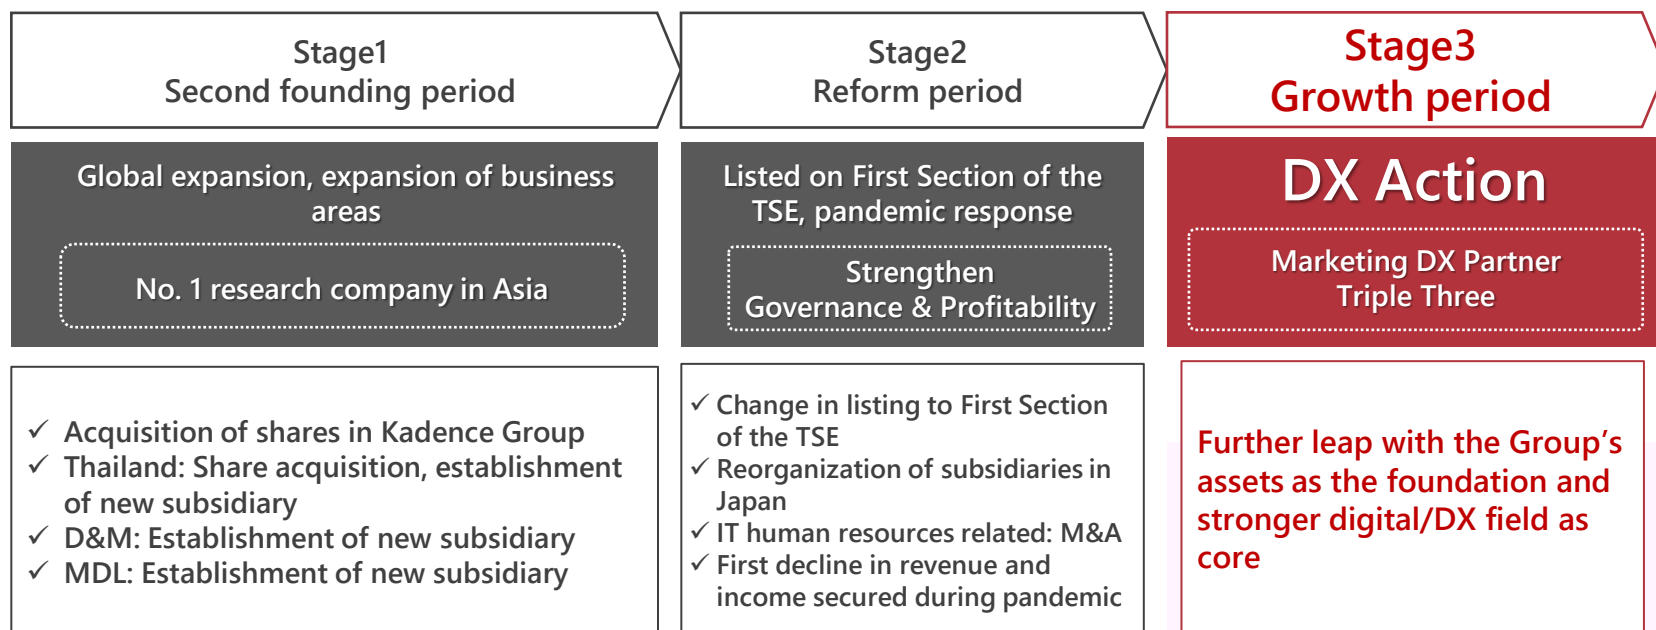 Stage1
Second founding period
Stage2
Reform period
Stage3
Growth period
Global expansion, expansion of business
areas
No. 1 research company in Asia
Listed on First Section of the
TSE, pandemic response
Strengthen
Governance & Profitability
DX Action
Marketing DX Partner
Triple Three
✓ Acquisition of shares in Kadence Group
✓ Thailand: Share acquisition, establishment
of new subsidiary
✓ D&M: Establishment of new subsidiary
✓ MDL: Establishment of new subsidiary
✓ Change in listing to First Section
of the TSE
✓ Reorganization of subsidiaries in
Japan
✓ IT human resources related: M&A
✓ First decline in revenue and
income secured during pandemic
Further leap with the Group's
assets as the foundation and
stronger digital/DX field as
core